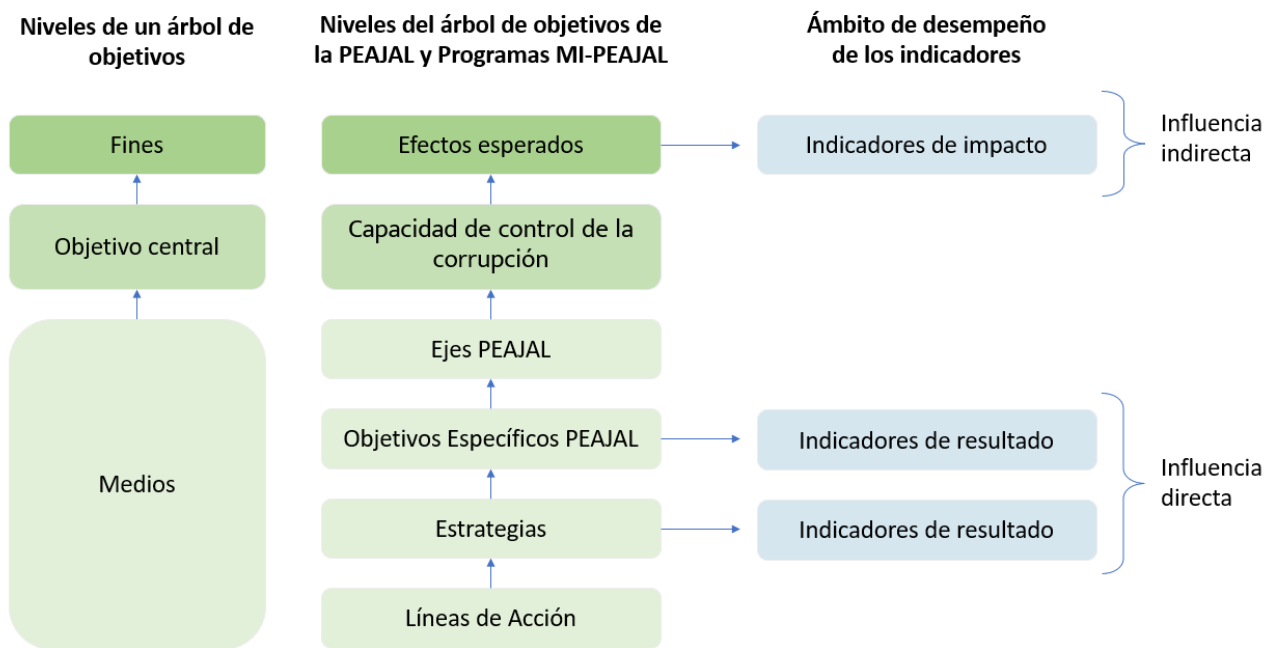 Niveles de un árbol de
objetivos
Niveles del árbol de objetivos de
la PEAJAL y Programas MI-PEAJAL
Ámbito de desempeño
de los indicadores
Fines
Efectos esperados
Indicadores de impacto
Influencia
indirecta
Objetivo central
Capacidad de control de la
corrupción
Medios
Ejes PEAJAL
Objetivos Específicos PEAJAL
Indicadores de resultado
Influencia
directa
Estrategias
Indicadores de resultado
Líneas de Acción